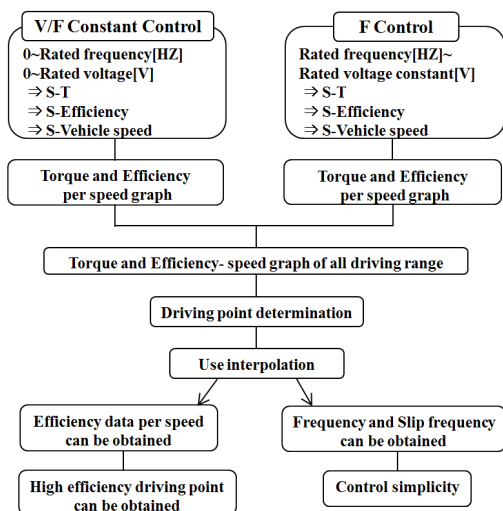 V/F Constant Control
0~Rated frequency[HZ]
0~Rated voltage[V]
⇒ S-T
⇒ S-Efficiency
⇒ S-Vehicle speed
F Control
Rated frequency[HZ]~
Rated voltage constant[V]
⇒ S-T
⇒ S-Efficiency
⇒ S-Vehicle speed
Torque and Efficiency
per speed graph
Torque and Efficiency
per speed graph
Torque and Efficiency- speed graph of all driving range
Driving point determination
Use interpolation
Efficiency data per speed
can be obtained
Frequency and Slip frequency
can be obtained
High efficiency driving point
can be obtained
Control simplicity